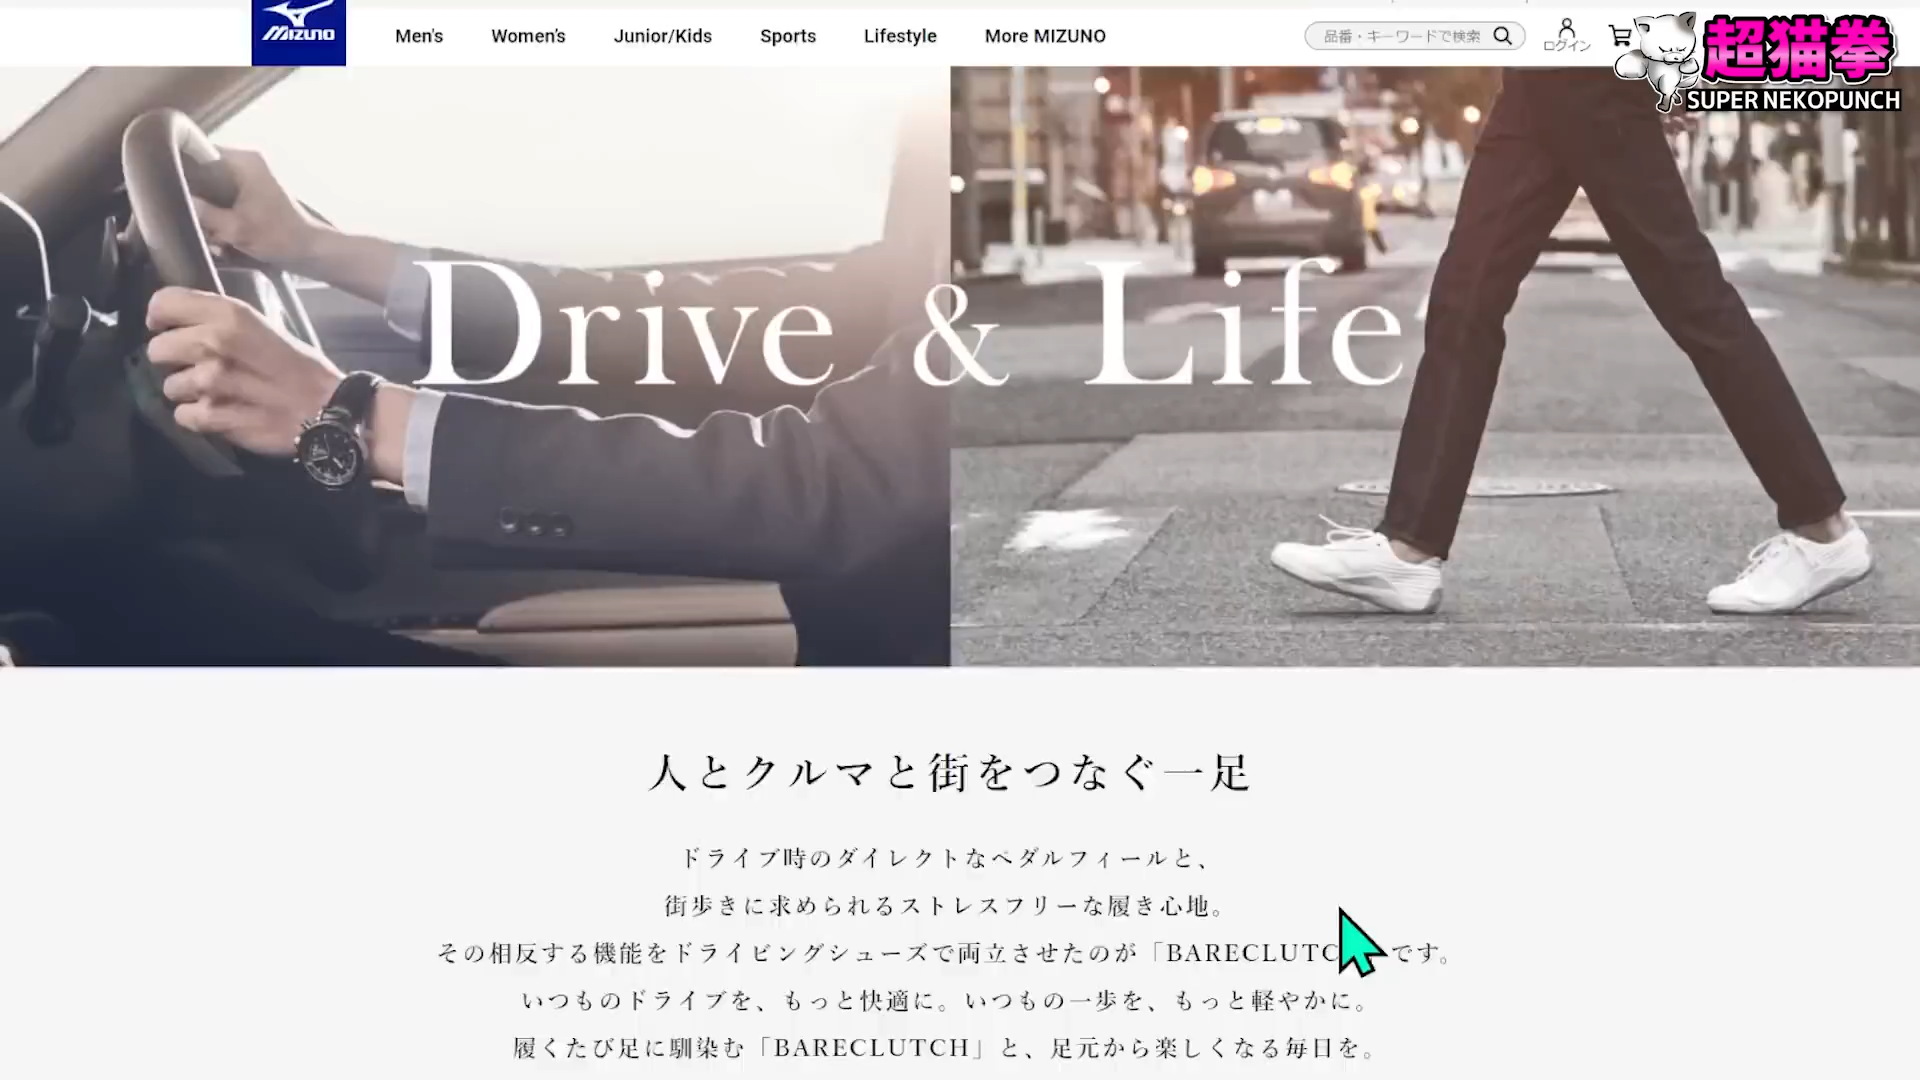 MIZUNO
Men's
Women's
Junior/Kids
Sports
Lifestyle
More MIZUNO
品番・キーワードで検索
ログイン
超猫拳
SUPER NEKOPUNCH
Drive & Life
人とクルマと街をつなぐ一足
ドライブ時のダイレクトなペダルフィールと、
街歩きに求められるストレスフリーな履き心地。
その相反する機能をドライビングシューズで両立させたのが「BARECLUTC です。
いつものドライブを、もっと快適に。いつもの一歩を、もっと軽やかに。
履くたび足に馴染む「BARECLUTCH」と、足元から楽しくなる毎日を。